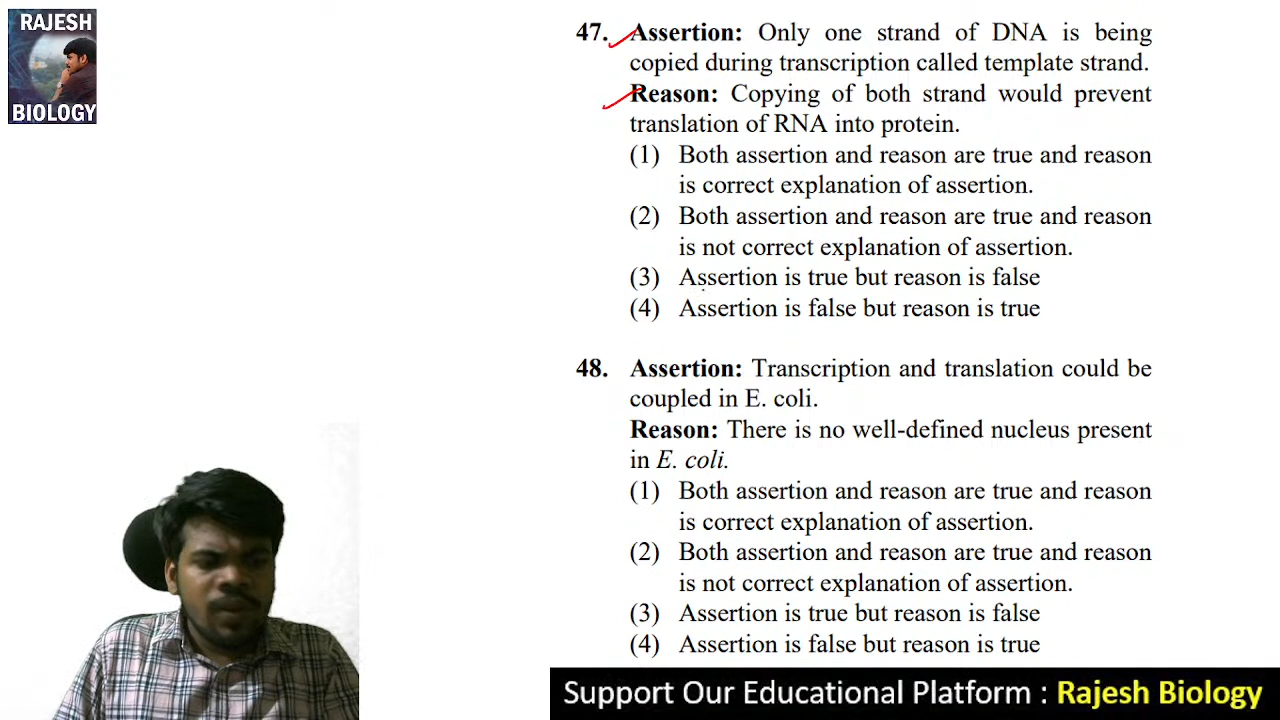 RAJESH
BIOLOGY
47. Assertion: Only one strand of DNA is being
copied during transcription called template strand.
Reason: Copying of both strand would prevent
translation of RNA into protein.
(1) Both assertion and reason are true and reason
is correct explanation of assertion.
(2) Both assertion and reason are true and reason
is not correct explanation of assertion.
(3) Assertion is true but reason is false
(4) Assertion is false but reason is true
48. Assertion: Transcription and translation could be
coupled in E. coli.
Reason: There is no well-defined nucleus present
in E. coli.
(1) Both assertion and reason are true and reason
is correct explanation of assertion.
(2) Both assertion and reason are true and reason
is not correct explanation of assertion.
(3) Assertion is true but reason is false
(4) Assertion is false but reason is true
Support Our Educational Platform : Rajesh Biology